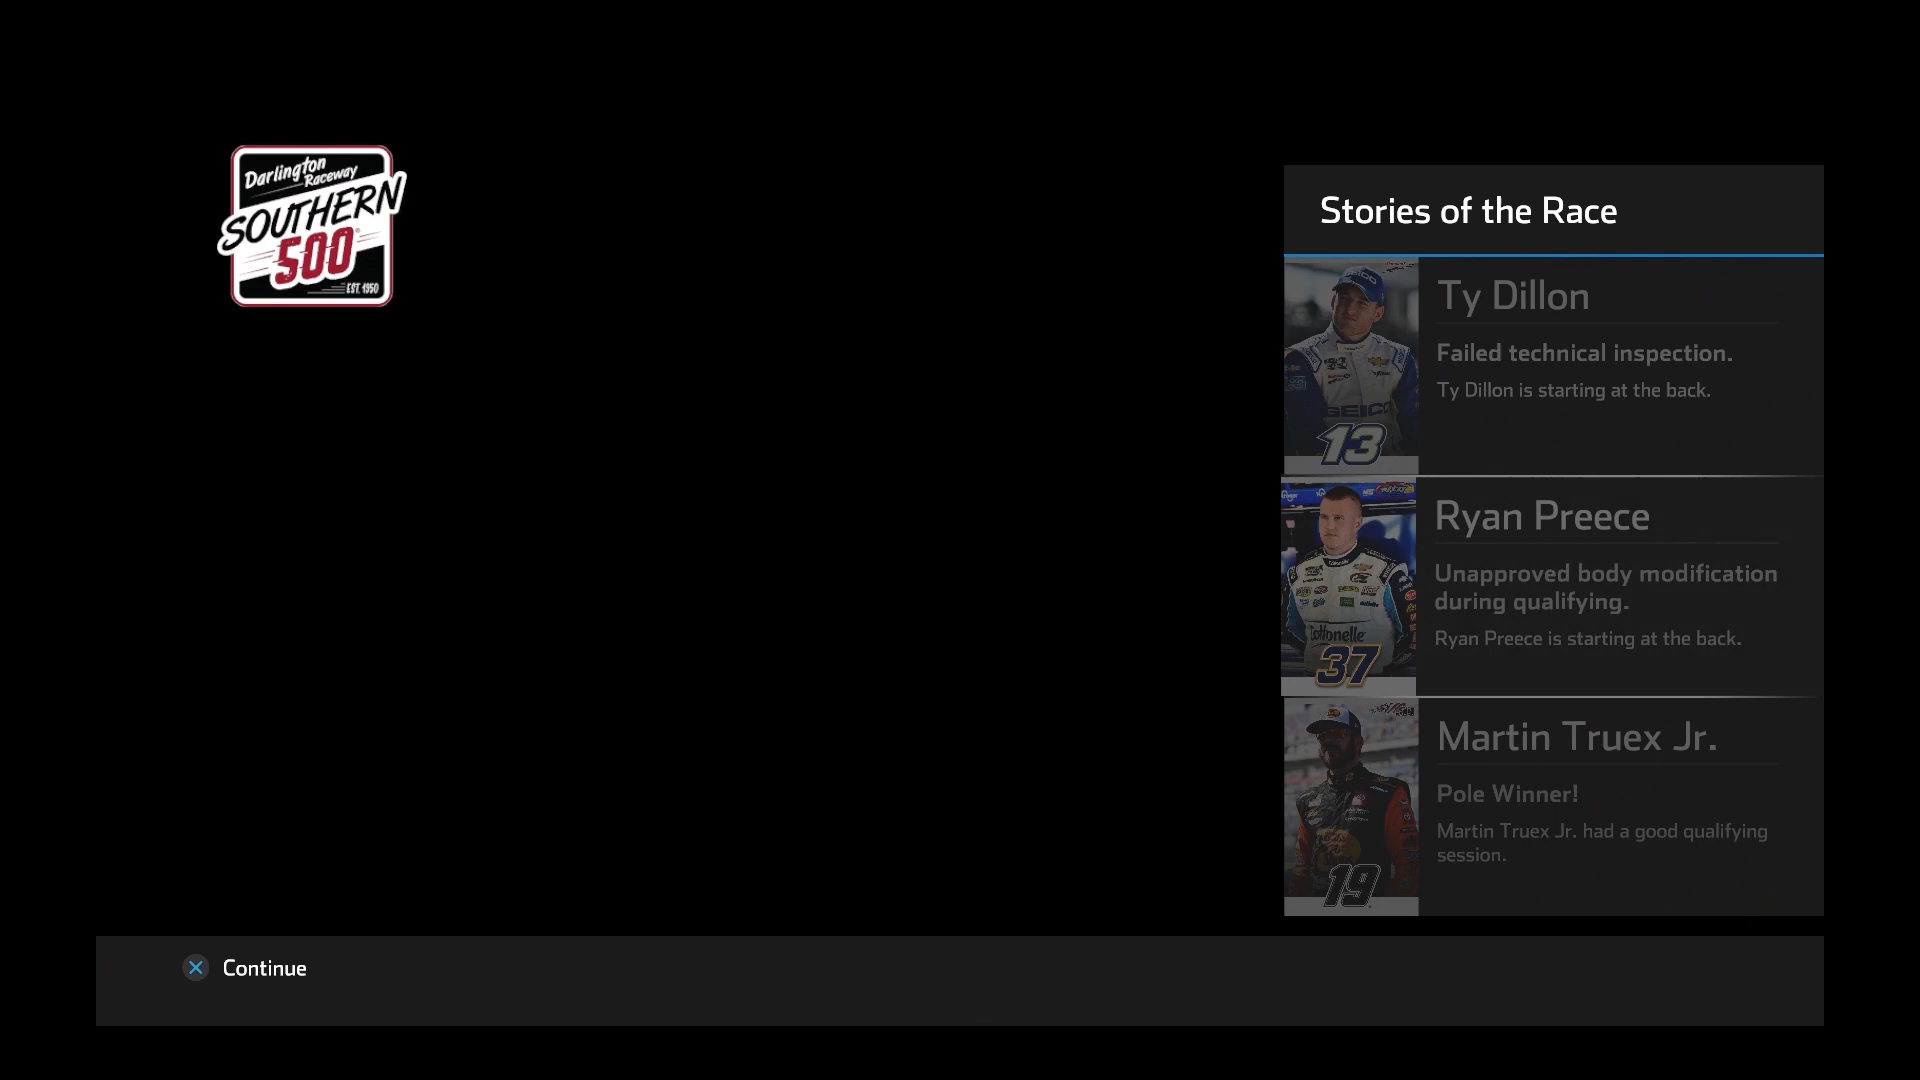 Darlington
Raceway
SOUTHERN
500
EST. 1950
Stories of the Race
Ty Dillon
Failed technical inspection.
Ty Dillon is starting at the back.
GEICO
13
Ryan Preece
Unapproved body modification
during qualifying.
Ryan Preece is starting at the back.
Cottonelle
37
Martin Truex Jr.
Pole Winner!
Martin Truex Jr. had a good qualifying
session.
19
Continue